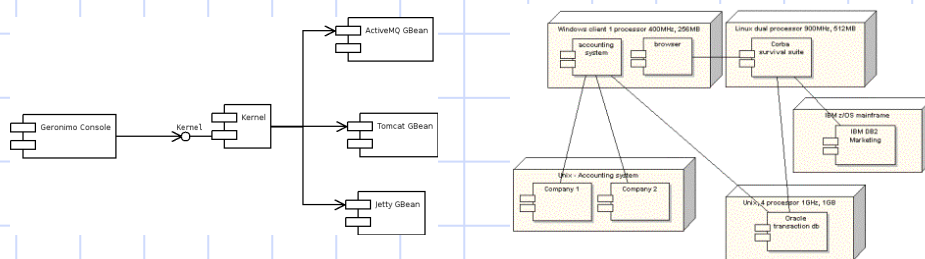 ActiveMQ GBean
Geronimo Console
Kernel
Kernel
Tomcat GBean
Jetty GBean
Windows client 1 processor 400MHz, 256MB
accounting
system
browser
Linux dual processor 900MHz, 512MB
Corba
survival suite
IBM z/OS mainframe
IBM DB2
Marketing
Unix - Accounting system
Company 1
Company 2
Unix, 4 processor 1GHz, 1GB
Oracle
transaction db